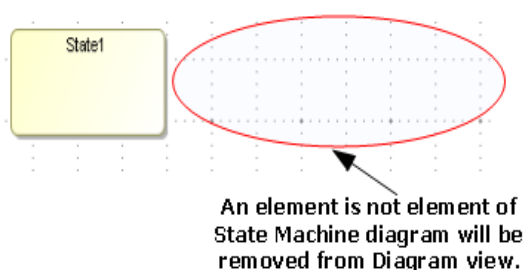 State1
An element is not element of
State Machine diagram will be
removed from Diagram view.